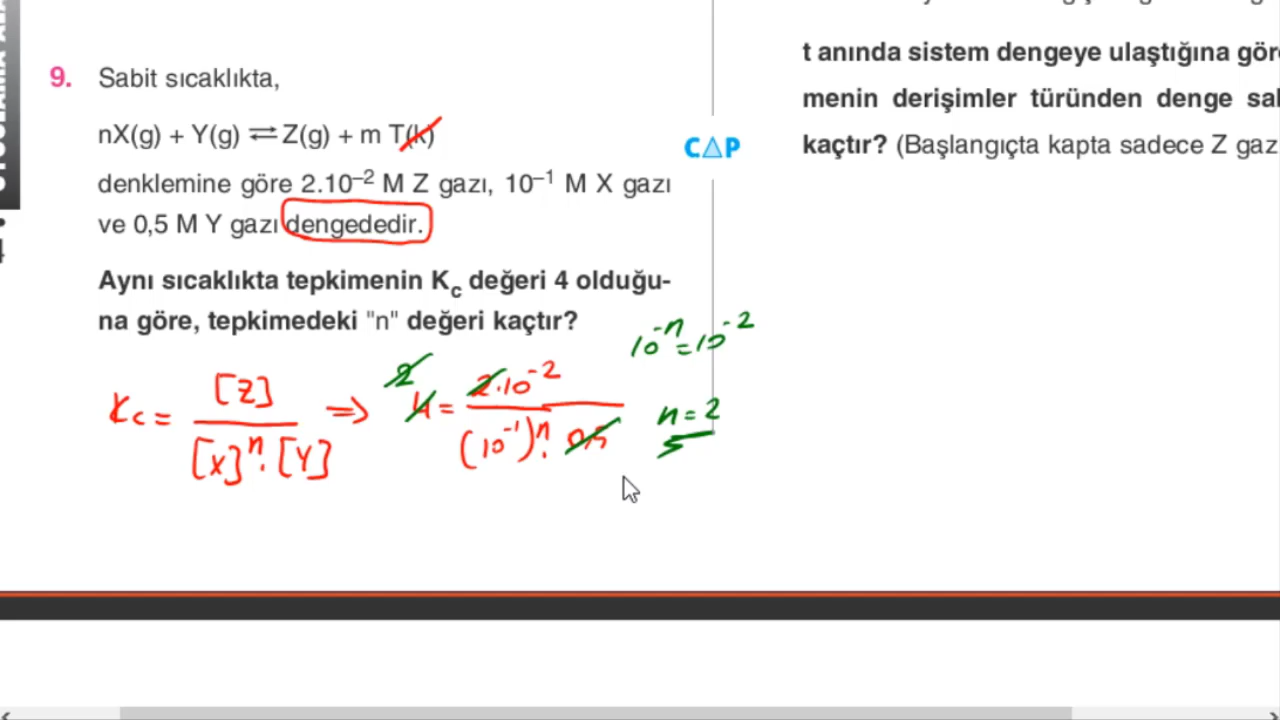 9. Sabit sıcaklıkta,
nX(g) + Y(g) ⇌ Z(g) + m T(k)
denklemine göre 2.10⁻² M Z gazı, 10⁻¹ M X gazı
ve 0,5 M Y gazı dengededir.
Aynı sıcaklıkta tepkimenin K꜀ değeri 4 olduğu-
na göre, tepkimedeki "n" değeri kaçtır?
Kc = [Z] / [X]ⁿ.[Y] ⇒ 4 = 2.10⁻² / (10⁻¹)ⁿ. 0,5
2
10⁻ⁿ = 10⁻²
n = 2
CAP
t anında sistem dengeye ulaştığına gör
menin derişimler türünden denge sa
kaçtır? (Başlangıçta kapta sadece Z gaz